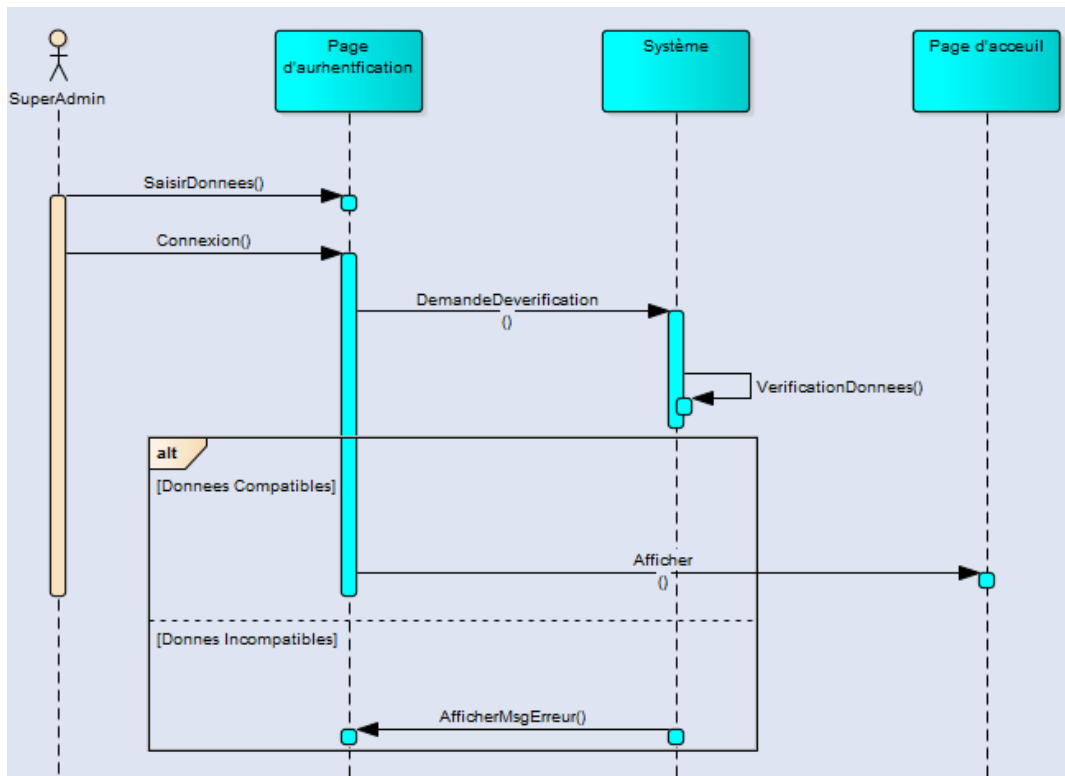 SuperAdmin
Page
d'aurhentfication
Système
Page d'acceuil
SaisirDonnees()
Connexion()
DemandeDeverification
()
VerificationDonnees()
alt
[Donnees Compatibles]
Afficher
()
[Donnes Incompatibles]
AfficherMsgErreur()